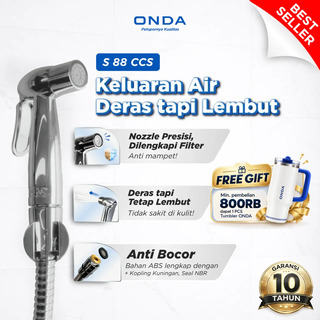 ONDA
Pelopornya Kualitas
BEST
SELLER
S 88 CCS
Keluaran Air
Deras tapi Lembut
Nozzle Presisi,
Dilengkapi Filter
Anti mampet!
Deras tapi
Tetap Lembut
Tidak sakit di kulit!
Anti Bocor
Bahan ABS lengkap dengan
+ Kopling Kuningan, Seal NBR
FREE GIFT
Min. pembelian
800RB
dapat 1 PCS
Tumbler ONDA
ONDA
GARANSI
10
TAHUN